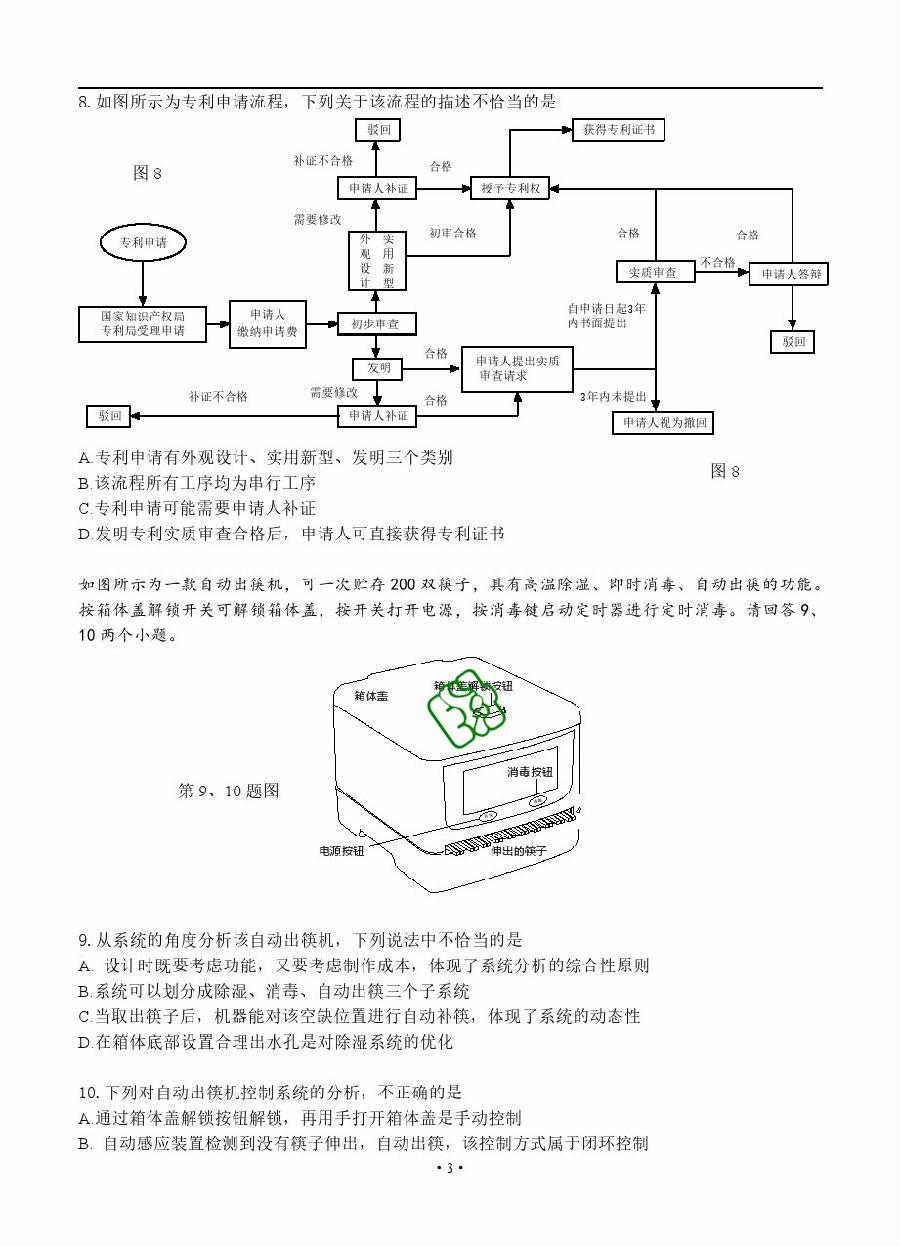 8. 如图所示为专利申请流程，下列关于该流程的描述不恰当的是
驳回
获得专利证书
补证不合格
合格
图 8
申请人补证
授予专利权
需要修改
外 实
观 用
设 新
计 型
初审合格
合格
合格
专利申请
不合格
实质审查
申请人答辩
国家知识产权局
专利局受理申请
申请人
缴纳申请费
初步审查
自申请日起3年
内书面提出
驳回
发明
合格
申请人提出实质
审查请求
补证不合格
需要修改
合格
3年内未提出
驳回
申请人补证
申请人视为撤回
A.专利申请有外观设计、实用新型、发明三个类别
图 8
B.该流程所有工序均为串行工序
C.专利申请可能需要申请人补证
D.发明专利实质审查合格后，申请人可直接获得专利证书
如图所示为一款自动出筷机，可一次贮存 200 双筷子，具有高温除湿、即时消毒、自动出筷的功能。
按箱体盖解锁开关可解锁箱体盖，按开关打开电源，按消毒键启动定时器进行定时消毒。请回答 9、
10 两个小题。
箱体盖
箱体盖解锁按钮
消毒按钮
第 9、10 题图
电源按钮
伸出的筷子
9. 从系统的角度分析该自动出筷机，下列说法中不恰当的是
A. 设计时既要考虑功能，又要考虑制作成本，体现了系统分析的综合性原则
B.系统可以划分成除湿、消毒、自动出筷三个子系统
C.当取出筷子后，机器能对该空缺位置进行自动补筷，体现了系统的动态性
D.在箱体底部设置合理出水孔是对除湿系统的优化
10. 下列对自动出筷机控制系统的分析，不正确的是
A.通过箱体盖解锁按钮解锁，再用手打开箱体盖是手动控制
B. 自动感应装置检测到没有筷子伸出，自动出筷，该控制方式属于闭环控制
• 3 •